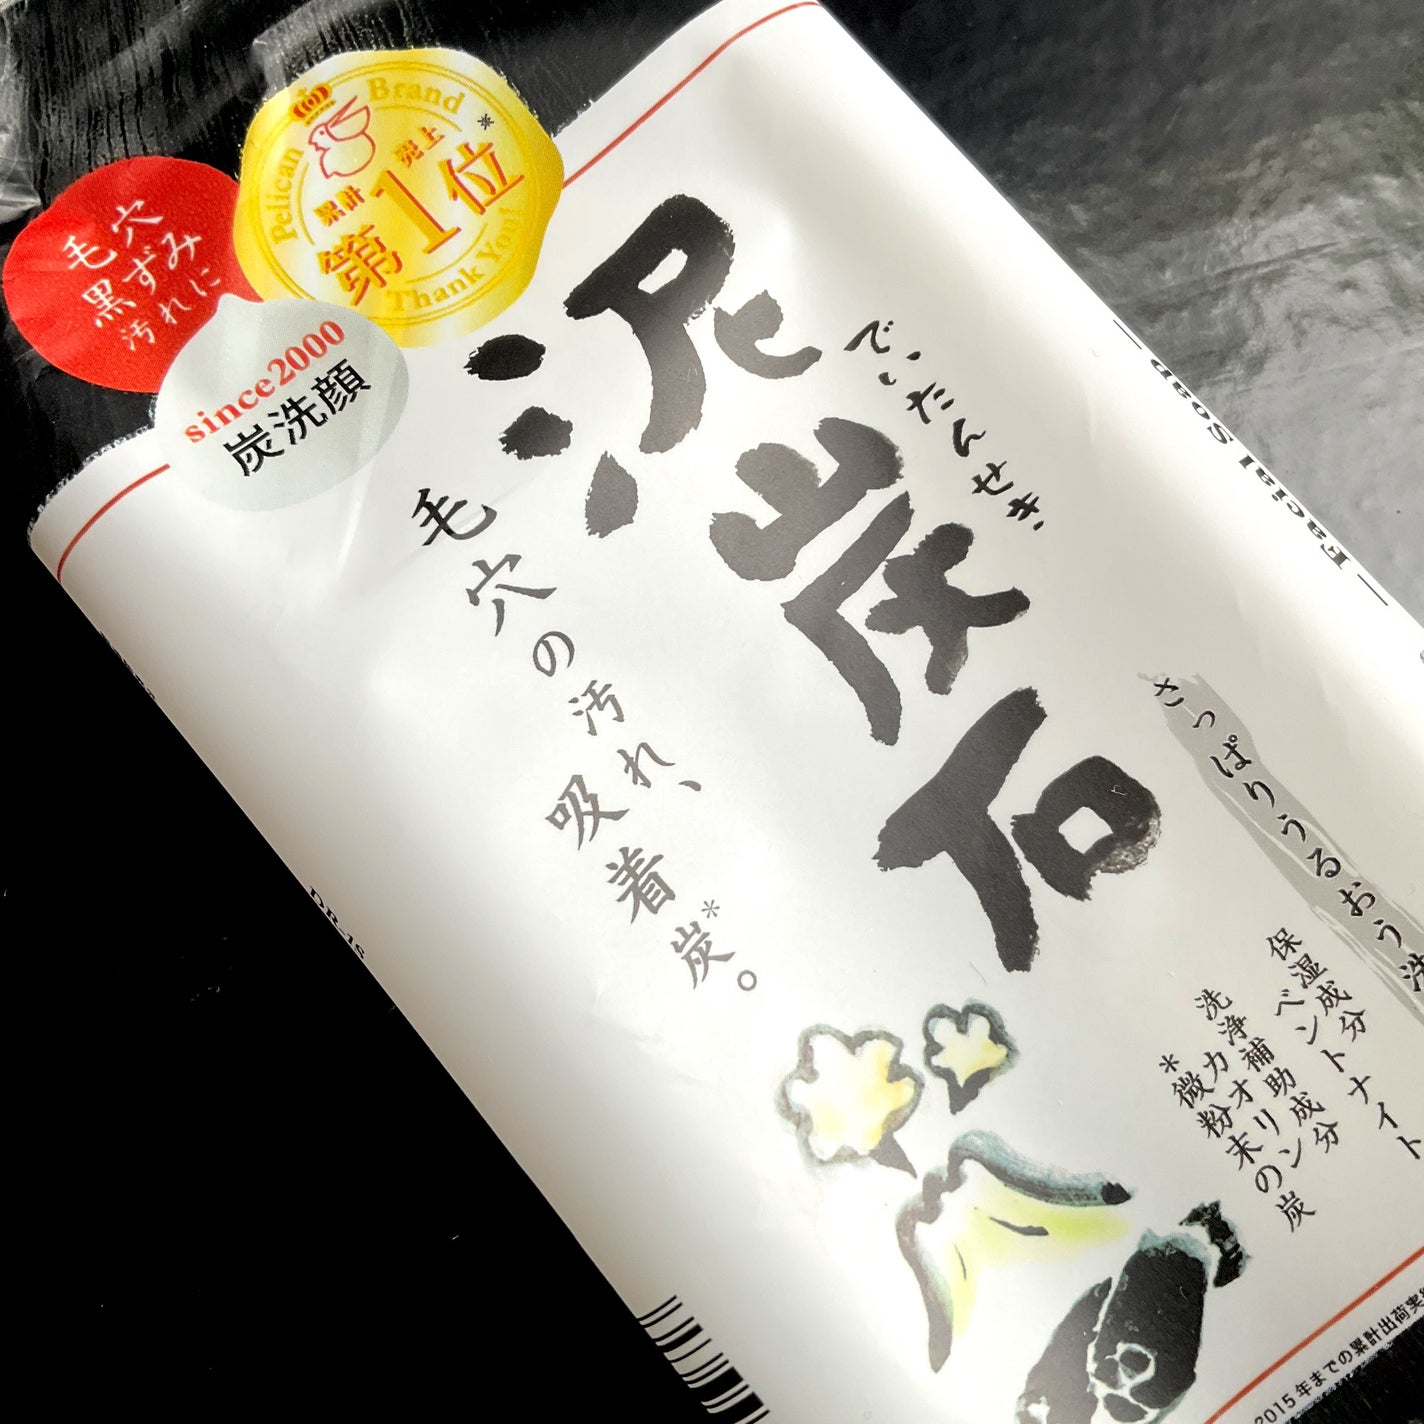 Pelican Brand
累計売上※
第1位
Thank You!
毛穴
黒ずみ
汚れに
since2000
炭洗顔
泥炭石
でいたんせき
毛穴の汚れ、
吸着炭*。
Facial Soap
さっぱりうるおう洗
保湿成分
ベントナイト
洗浄補助成分
カオリン
*微粉末の炭
2015年までの累計出荷実